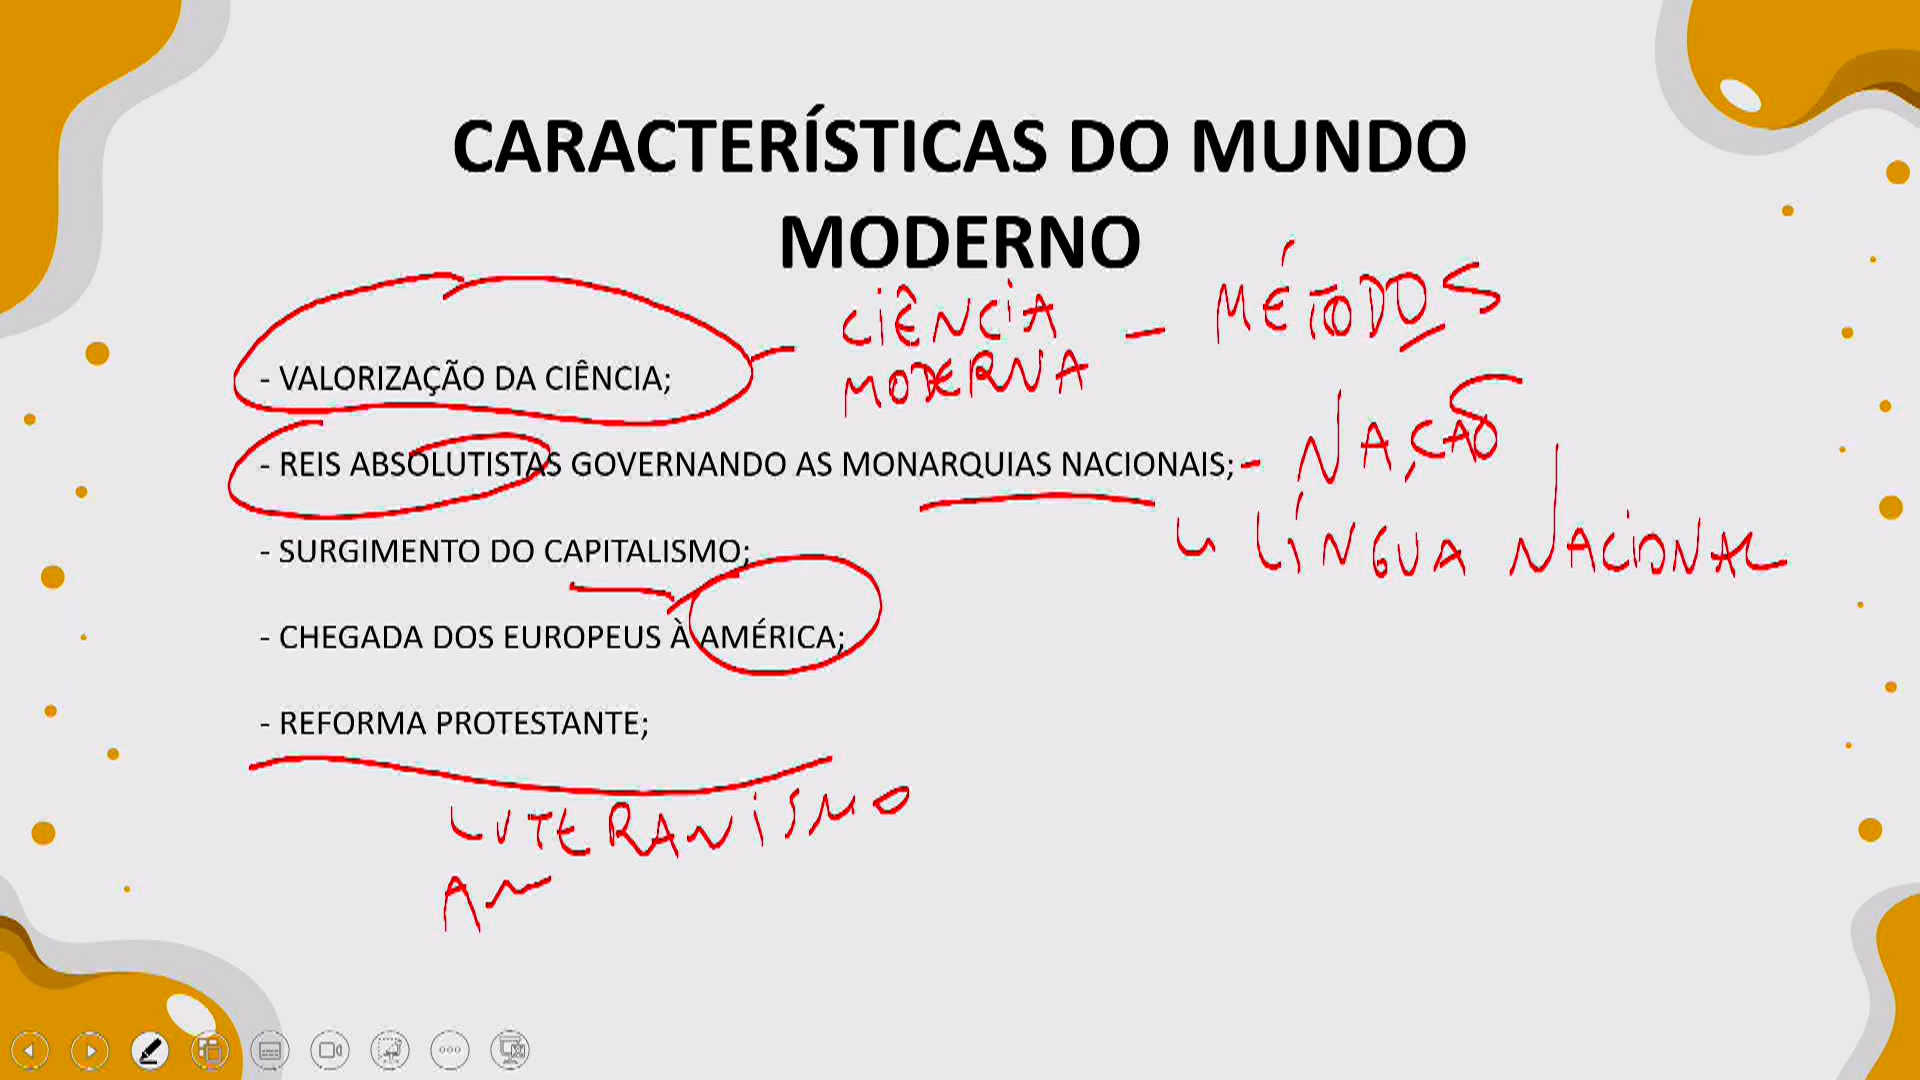 CARACTERÍSTICAS DO MUNDO
MODERNO
- VALORIZAÇÃO DA CIÊNCIA;
- CIÊNCIA MODERNA - MÉTODOS
- REIS ABSOLUTISTAS GOVERNANDO AS MONARQUIAS NACIONAIS;
- NAÇÃO
LÍNGUA NACIONAL
- SURGIMENTO DO CAPITALISMO;
- CHEGADA DOS EUROPEUS À AMÉRICA;
- REFORMA PROTESTANTE;
LUTERANISMO
AN